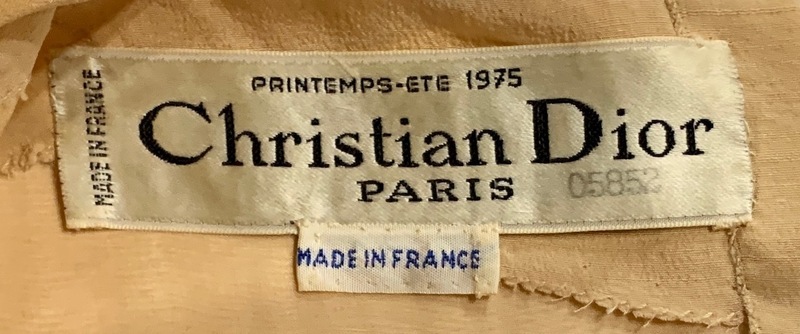 MADE IN FRANCE
PRINTEMPS-ETE 1975
Christian Dior
PARIS 05852
MADE IN FRANCE